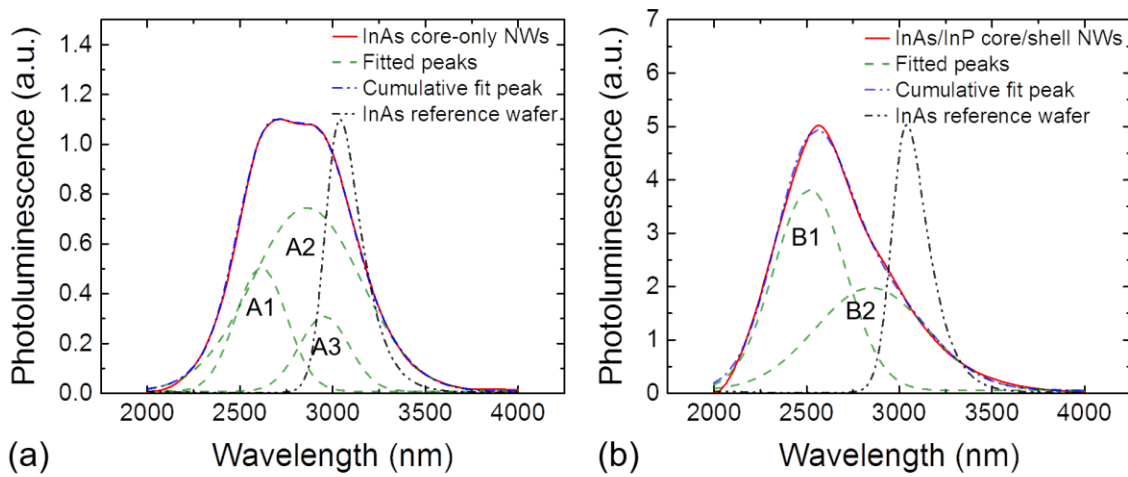 Photoluminescence (a.u.)
1.4
1.2
1.0
0.8
0.6
0.4
0.2
0.0
InAs core-only NWs
Fitted peaks
Cumulative fit peak
InAs reference wafer
A1
A2
A3
2000 2500 3000 3500 4000
Wavelength (nm)
(a)
Photoluminescence (a.u.)
7
6
5
4
3
2
1
0
InAs/InP core/shell NWs
Fitted peaks
Cumulative fit peak
InAs reference wafer
B1
B2
2000 2500 3000 3500 4000
Wavelength (nm)
(b)